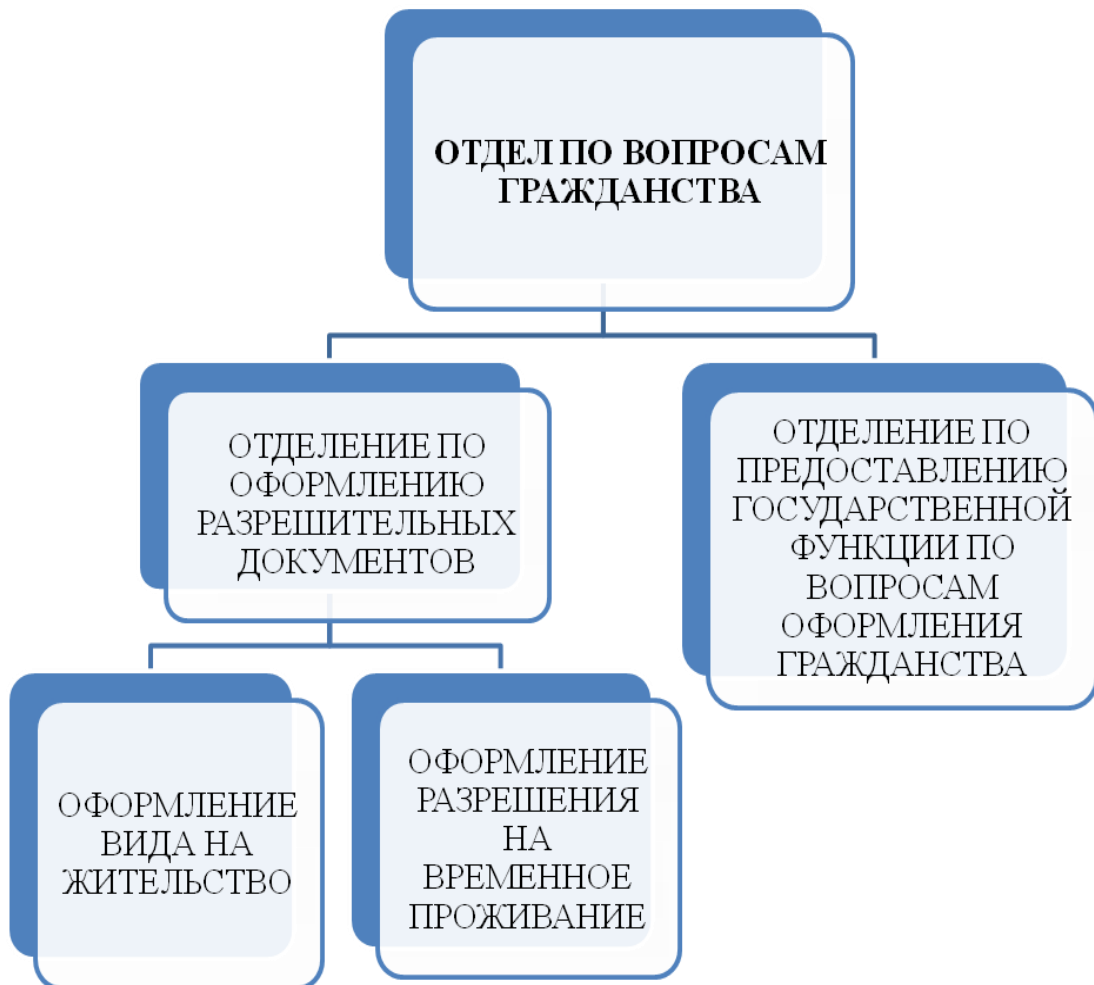 ОТДЕЛ ПО ВОПРОСАМ
ГРАЖДАНСТВА
ОТДЕЛЕНИЕ ПО
ОФОРМЛЕНИЮ
РАЗРЕШИТЕЛЬНЫХ
ДОКУМЕНТОВ
ОТДЕЛЕНИЕ ПО
ПРЕДОСТАВЛЕНИЮ
ГОСУДАРСТВЕННОЙ
ФУНКЦИИ ПО
ВОПРОСАМ
ОФОРМЛЕНИЯ
ГРАЖДАНСТВА
ОФОРМЛЕНИЕ
ВИДА НА
ЖИТЕЛЬСТВО
ОФОРМЛЕНИЕ
РАЗРЕШЕНИЯ
НА
ВРЕМЕННОЕ
ПРОЖИВАНИЕ